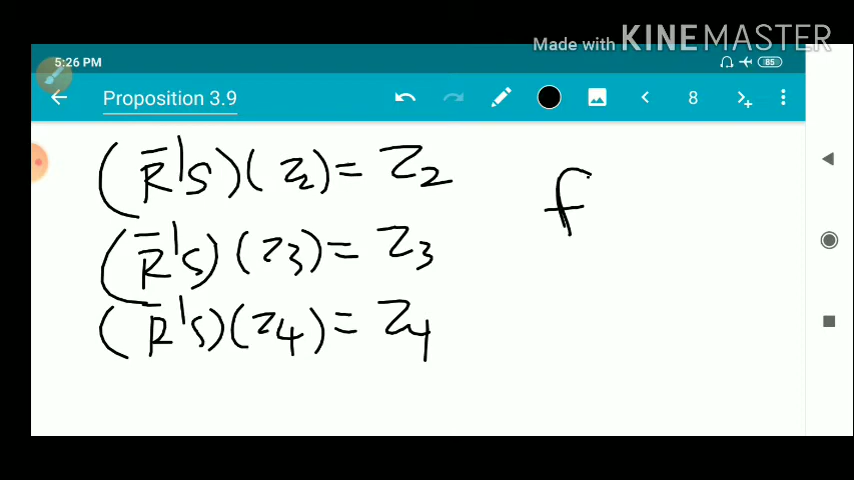 Made with KINEMASTER
5:26 PM 85
Proposition 3.9 8
(R⁻¹S)(z₂) = z₂ f
(R⁻¹S)(z₃) = z₃
(R⁻¹S)(z₄) = z₄